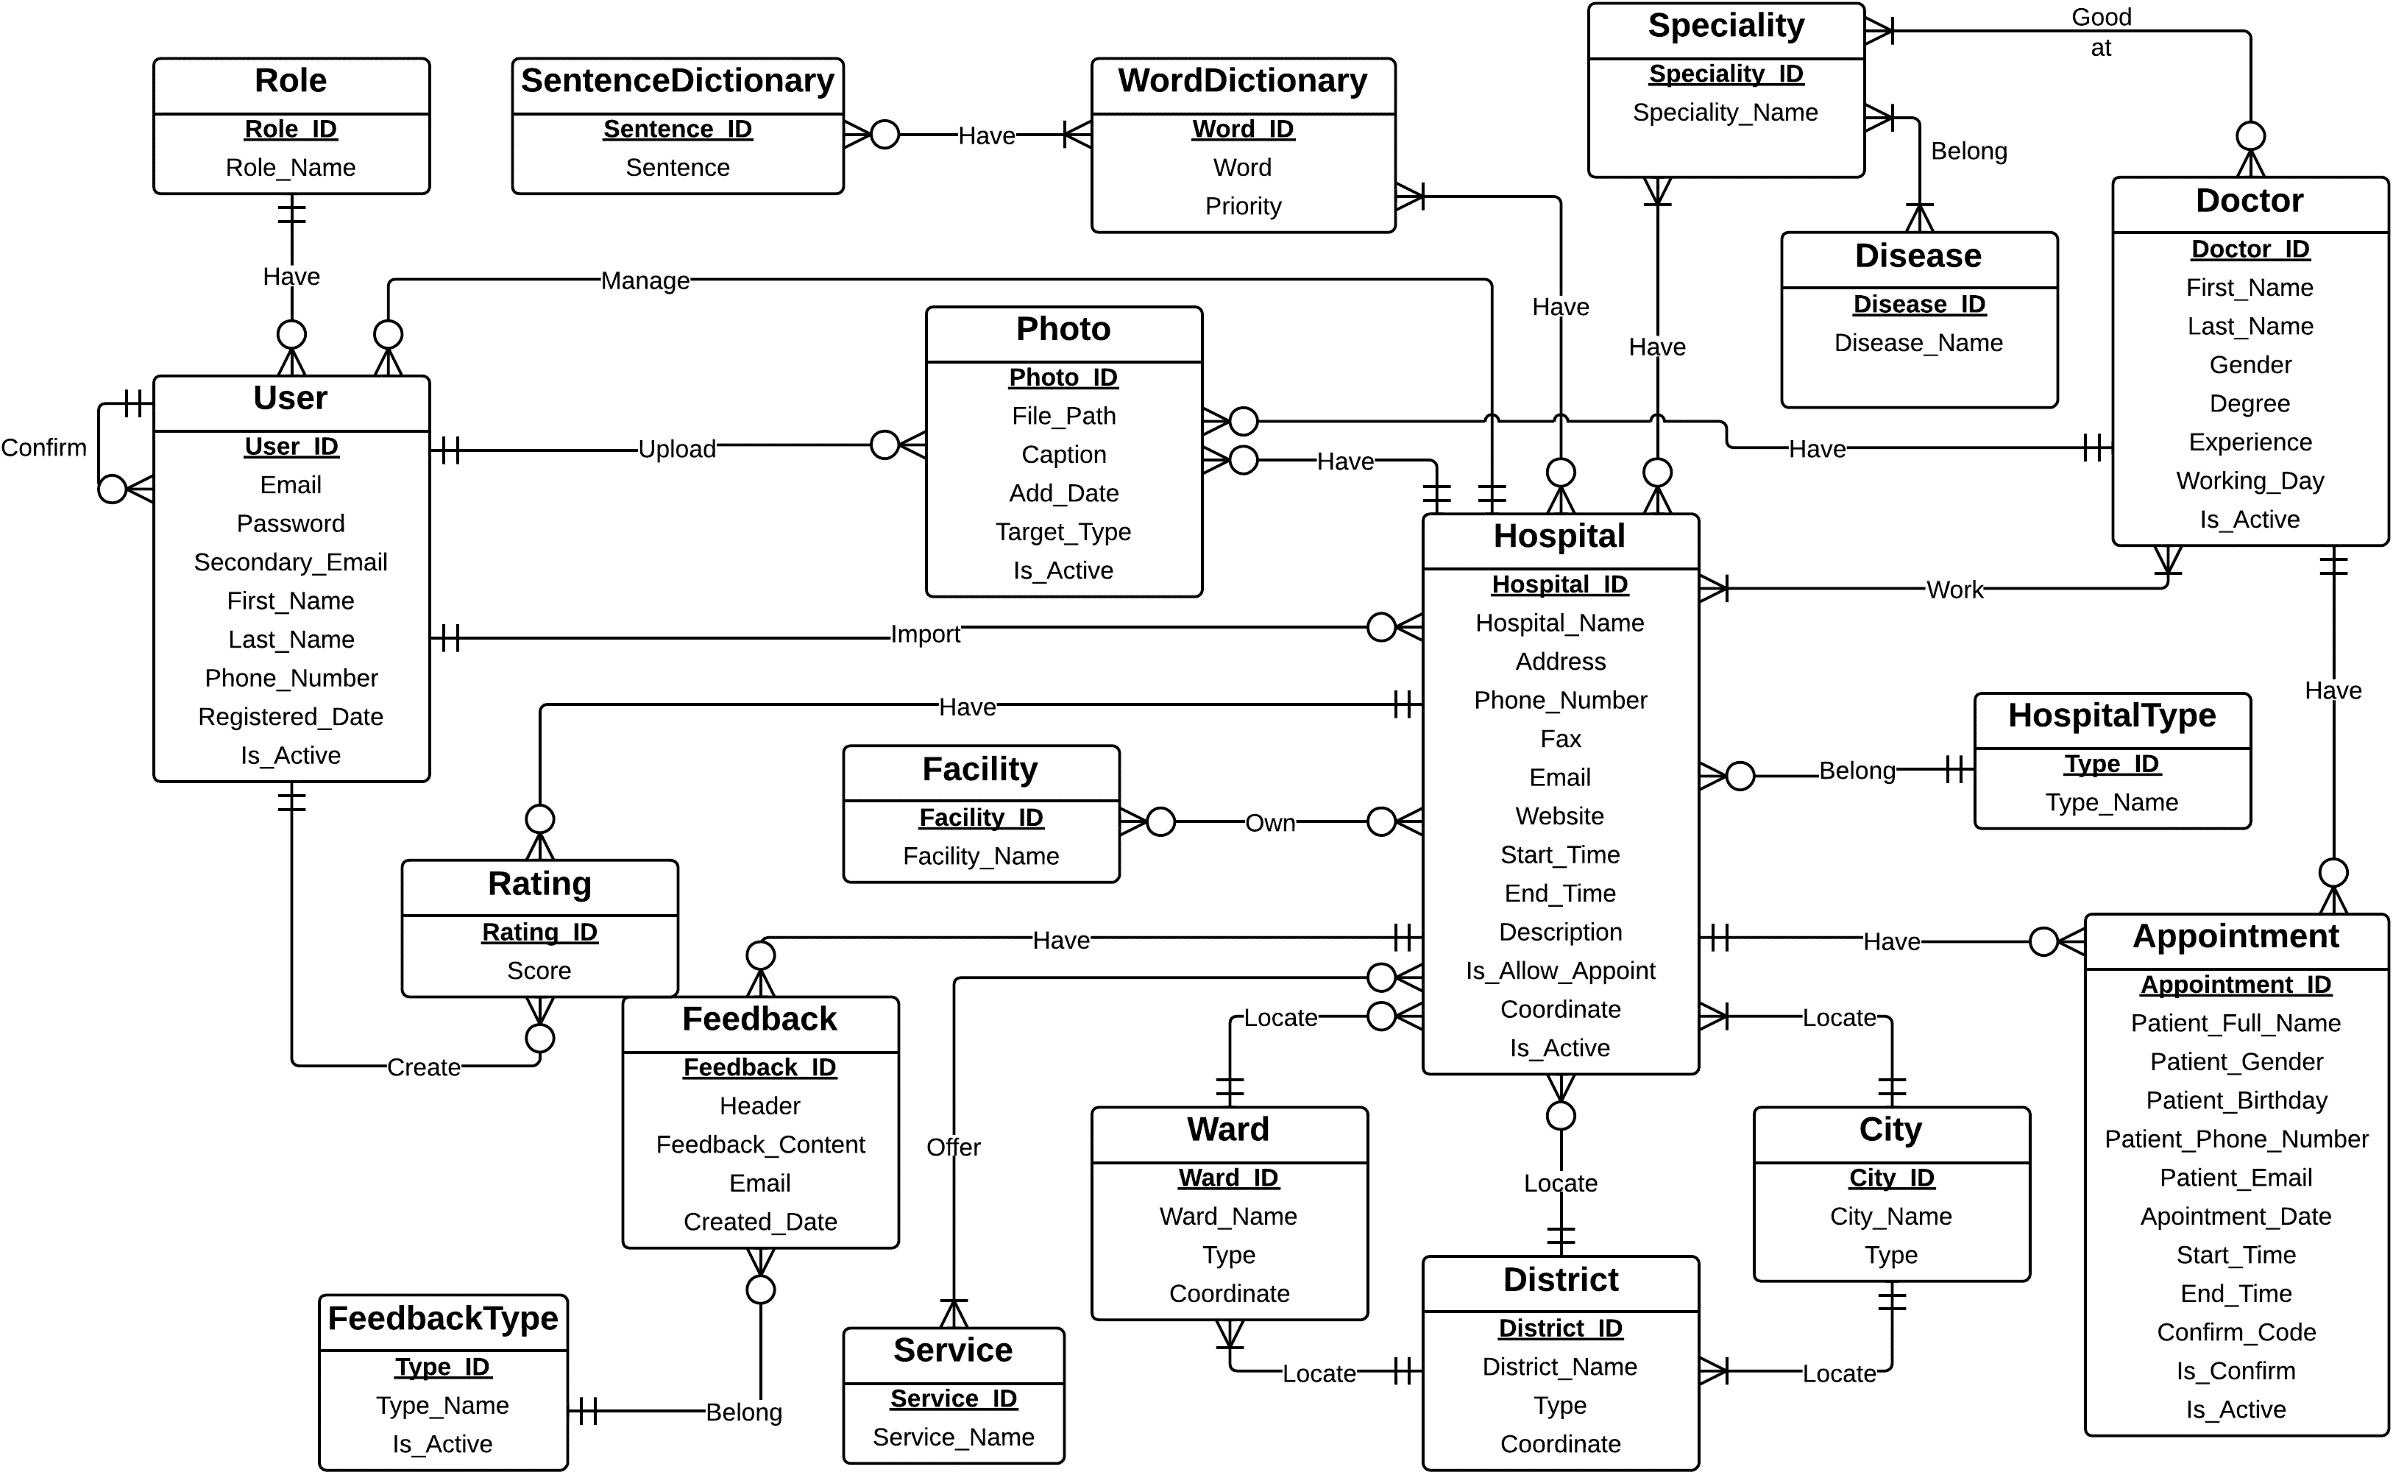 Role
Role_ID
Role_Name
SentenceDictionary
Sentence_ID
Sentence
Have
WordDictionary
Word_ID
Word
Priority
Speciality
Speciality_ID
Speciality_Name
Good
at
Belong
Disease
Disease_ID
Disease_Name
Doctor
Doctor_ID
First_Name
Last_Name
Gender
Degree
Experience
Working_Day
Is_Active
Have
Manage
Have
Have
Confirm
User
User_ID
Email
Password
Secondary_Email
First_Name
Last_Name
Phone_Number
Registered_Date
Is_Active
Upload
Photo
Photo_ID
File_Path
Caption
Add_Date
Target_Type
Is_Active
Have
Have
Import
Hospital
Hospital_ID
Hospital_Name
Address
Phone_Number
Fax
Email
Website
Start_Time
End_Time
Description
Is_Allow_Appoint
Coordinate
Is_Active
Work
Have
HospitalType
Type_ID
Type_Name
Belong
Have
Facility
Facility_ID
Facility_Name
Own
Rating
Rating_ID
Score
Create
Have
Feedback
Feedback_ID
Header
Feedback_Content
Email
Created_Date
Offer
Locate
Ward
Ward_ID
Ward_Name
Type
Coordinate
Locate
Locate
City
City_ID
City_Name
Type
Have
Appointment
Appointment_ID
Patient_Full_Name
Patient_Gender
Patient_Birthday
Patient_Phone_Number
Patient_Email
Apointment_Date
Start_Time
End_Time
Confirm_Code
Is_Confirm
Is_Active
FeedbackType
Type_ID
Type_Name
Is_Active
Belong
Service
Service_ID
Service_Name
Locate
District
District_ID
District_Name
Type
Coordinate
Locate